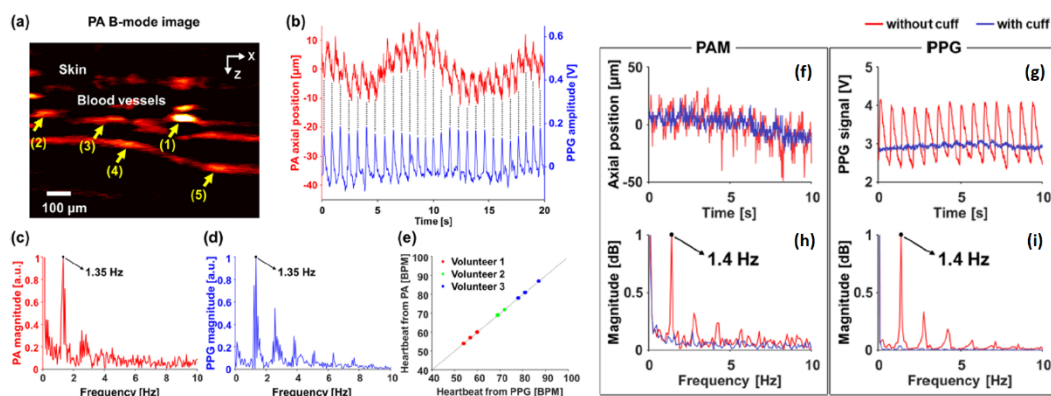 (a) PA B-mode image
Skin
X
Z
Blood vessels
(1)
(2)
(3)
(4)
(5)
100 µm
(b)
PA axial position [µm]
10
0
-10
-20
-30
-40
0 5 10 15 20
Time [s]
0.6
0.4
0.2
0
PPG amplitude [V]
(c)
PA magnitude [a.u.]
1
0.8
0.6
0.4
0.2
0
1.35 Hz
0 2 4 6 8 10
Frequency [Hz]
(d)
PPG magnitude [a.u.]
1
0.8
0.6
0.4
0.2
0
1.35 Hz
0 2 4 6 8 10
Frequency [Hz]
(e)
Heartbeat from PA [BPM]
100
90
80
70
60
50
40
Volunteer 1
Volunteer 2
Volunteer 3
40 50 60 70 80 90 100
Heartbeat from PPG [BPM]
without cuff with cuff
PAM
(f)
Axial position [µm]
50
0
-50
0 5 10
Time [s]
(h)
Magnitude [dB]
1
0.5
0
1.4 Hz
0 5 10
Frequency [Hz]
PPG
(g)
PPG signal [V]
5
4
3
2
0 5 10
Time [s]
(i)
Magnitude [dB]
1
0.5
0
1.4 Hz
0 5 10
Frequency [Hz]